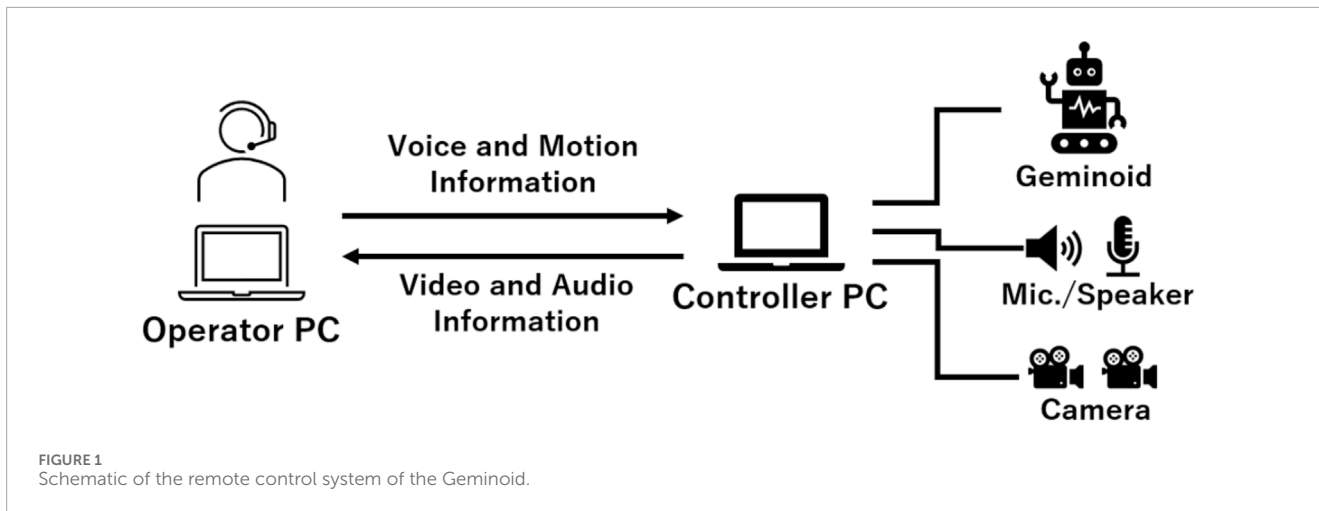 Voice and Motion
Information
Video and Audio
Information
Operator PC
Controller PC
Geminoid
Mic./Speaker
Camera
FIGURE 1
Schematic of the remote control system of the Geminoid.